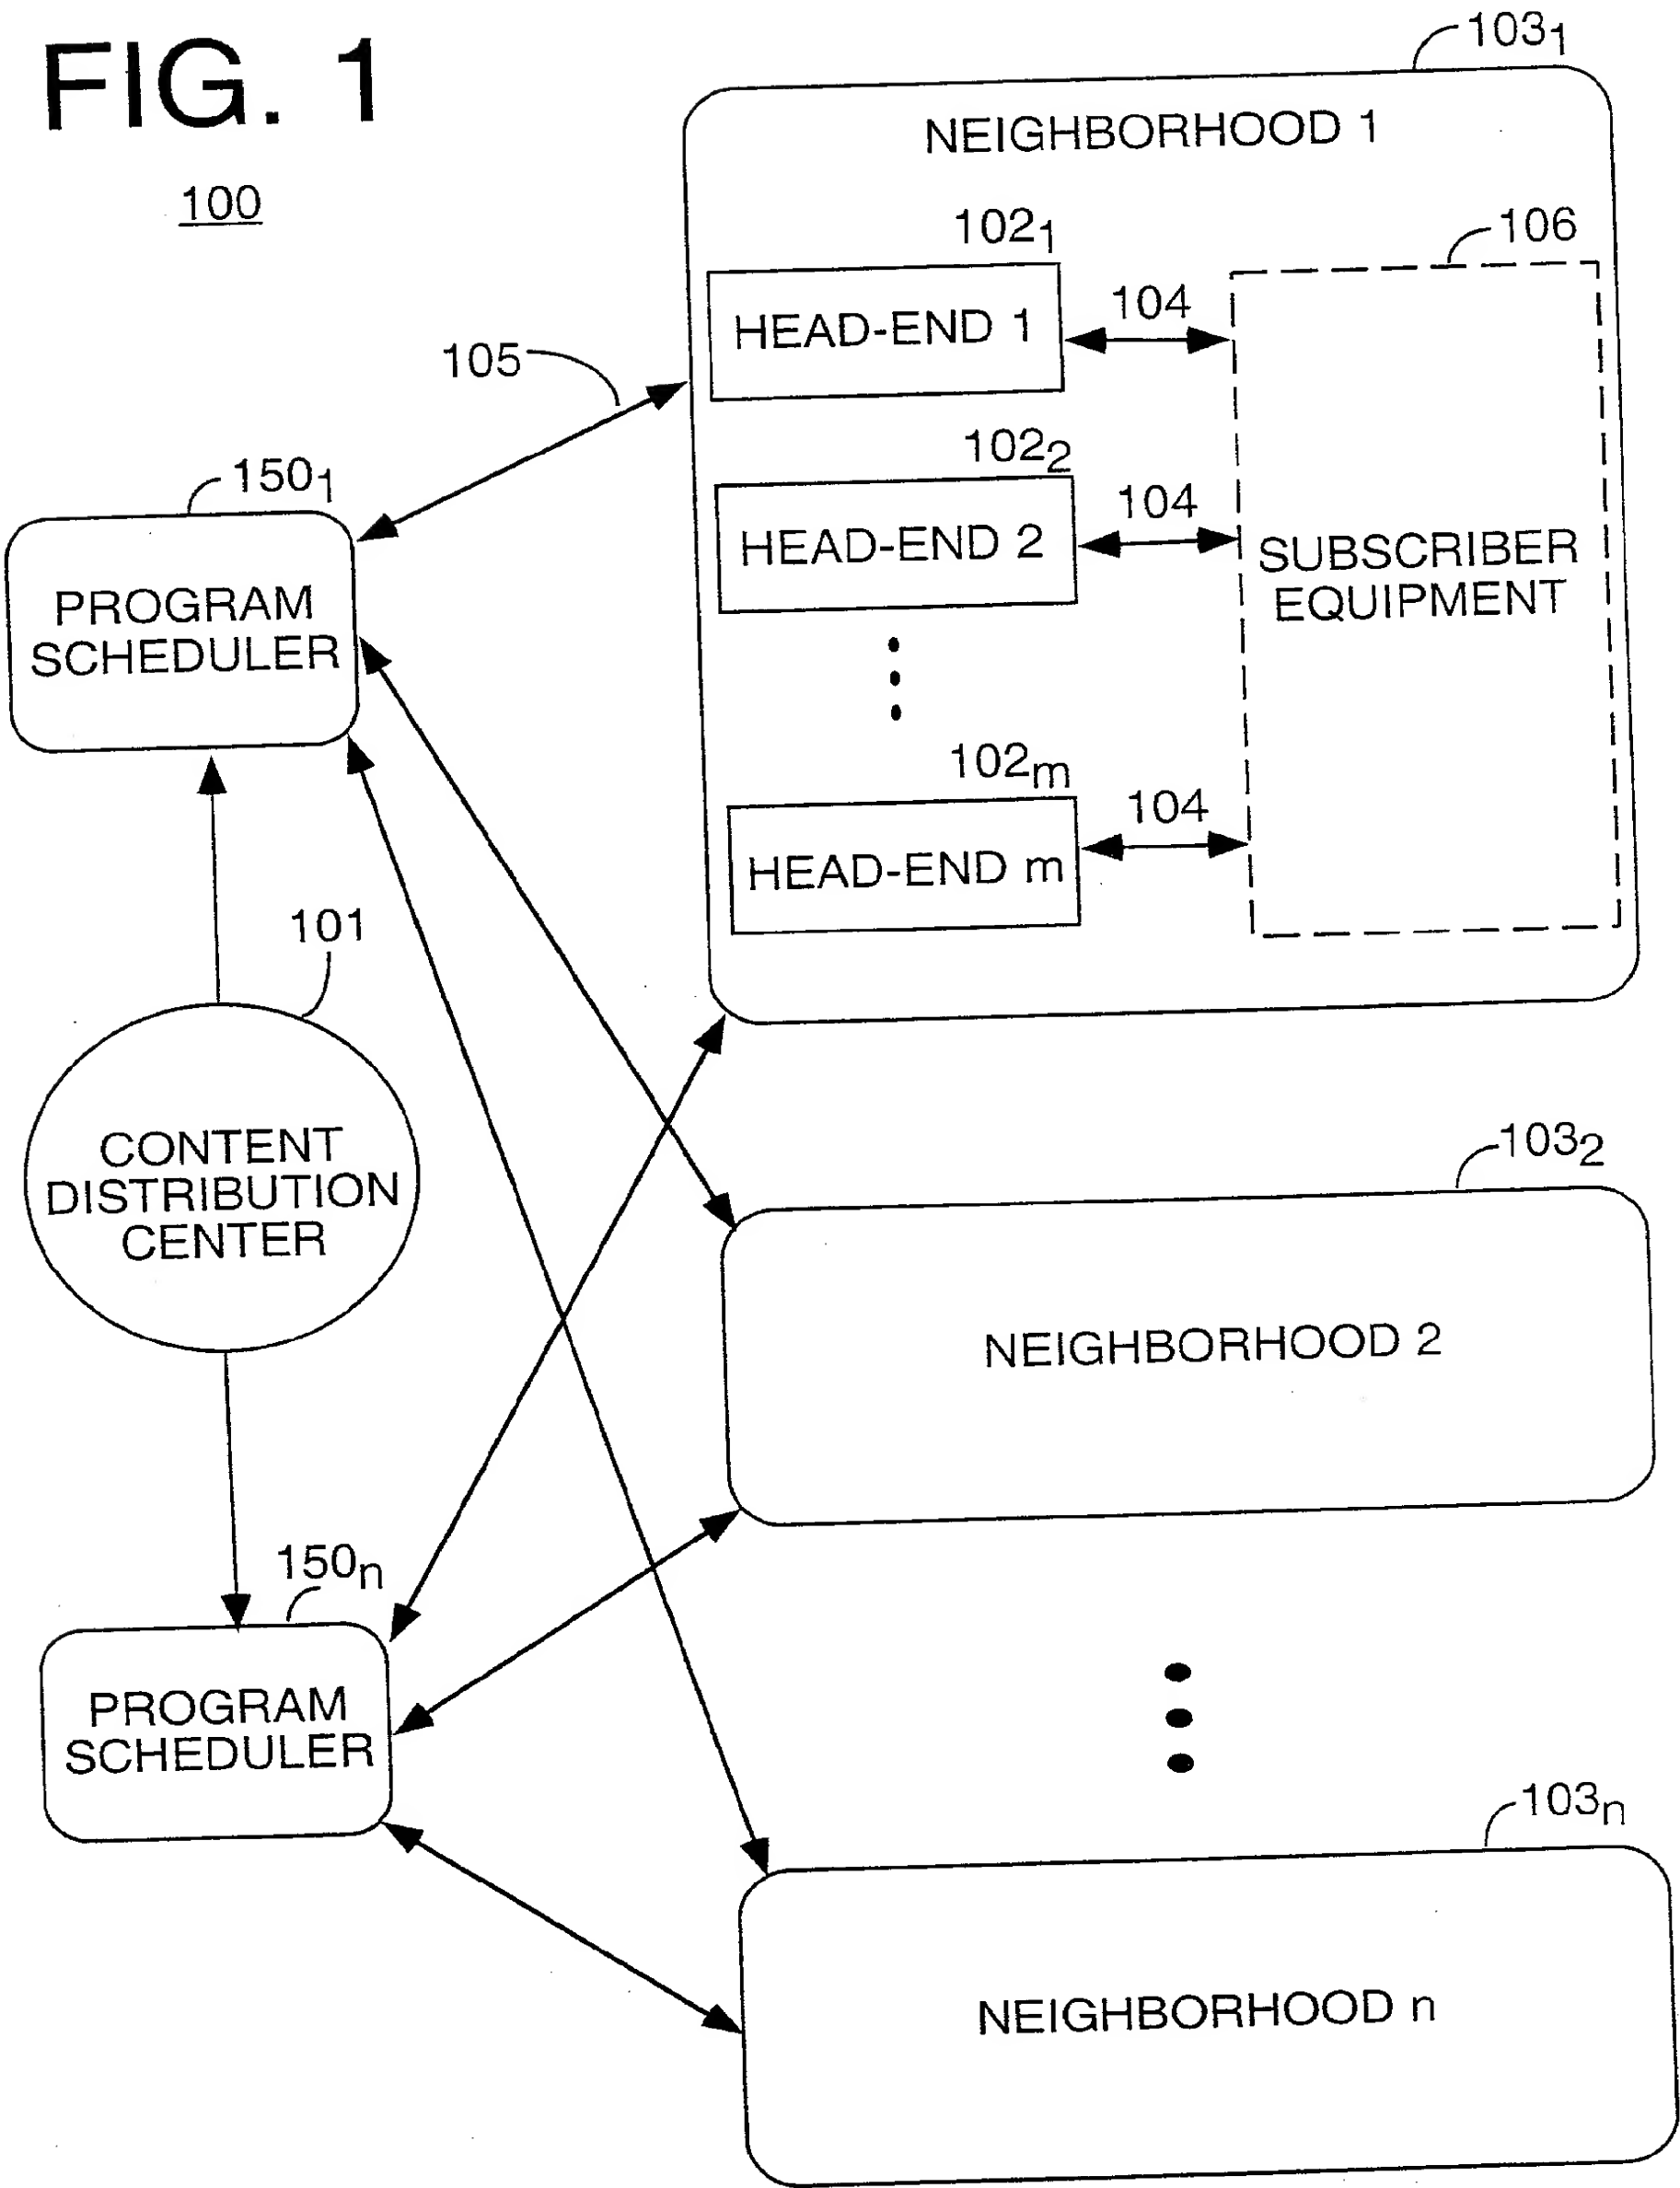 FIG. 1
100
103₁
NEIGHBORHOOD 1
102₁
HEAD-END 1
104
106
105
102₂
HEAD-END 2
104
SUBSCRIBER
EQUIPMENT
150₁
PROGRAM
SCHEDULER
102ₘ
HEAD-END m
104
101
CONTENT
DISTRIBUTION
CENTER
103₂
NEIGHBORHOOD 2
150ₙ
PROGRAM
SCHEDULER
103ₙ
NEIGHBORHOOD n